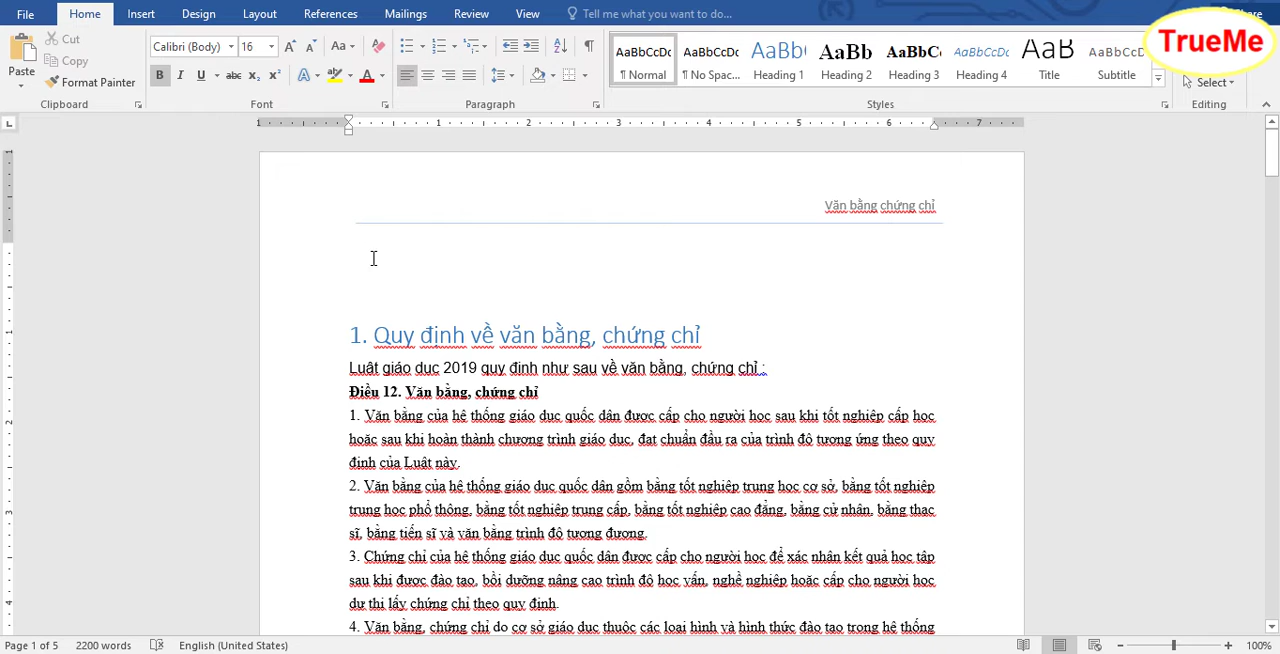 File Home Insert Design Layout References Mailings Review View Tell me what you want to do...
TrueMe
Paste
Cut
Copy
Format Painter
Calibri (Body) 16
B I U abc X₂ X²
AaBbCcDc AaBbCcDc AaBbC AaBb AaBbC AaBbCcDc AaB AaBbCcD
¶ Normal ¶ No Spac... Heading 1 Heading 2 Heading 3 Heading 4 Title Subtitle
Select
Clipboard Font Paragraph Styles Editing
1 1 2 3 4 5 6 7
Văn bằng chứng chỉ
1. Quy định về văn bằng, chứng chỉ
Luật giáo dục 2019 quy định như sau về văn bằng, chứng chỉ :
Điều 12. Văn bằng, chứng chỉ
1. Văn bằng của hệ thống giáo dục quốc dân được cấp cho người học sau khi tốt nghiệp cấp học
hoặc sau khi hoàn thành chương trình giáo dục, đạt chuẩn đầu ra của trình độ tương ứng theo quy
định của Luật này.
2. Văn bằng của hệ thống giáo dục quốc dân gồm bằng tốt nghiệp trung học cơ sở, bằng tốt nghiệp
trung học phổ thông, bằng tốt nghiệp trung cấp, bằng tốt nghiệp cao đẳng, bằng cử nhân, bằng thạc
sĩ, bằng tiến sĩ và văn bằng trình độ tương đương.
3. Chứng chỉ của hệ thống giáo dục quốc dân được cấp cho người học để xác nhận kết quả học tập
sau khi được đào tạo, bồi dưỡng nâng cao trình độ học vấn, nghề nghiệp hoặc cấp cho người học
dự thi lấy chứng chỉ theo quy định.
4. Văn bằng, chứng chỉ do cơ sở giáo dục thuộc các loại hình và hình thức đào tạo trong hệ thống
Page 1 of 5 2200 words English (United States) 100%